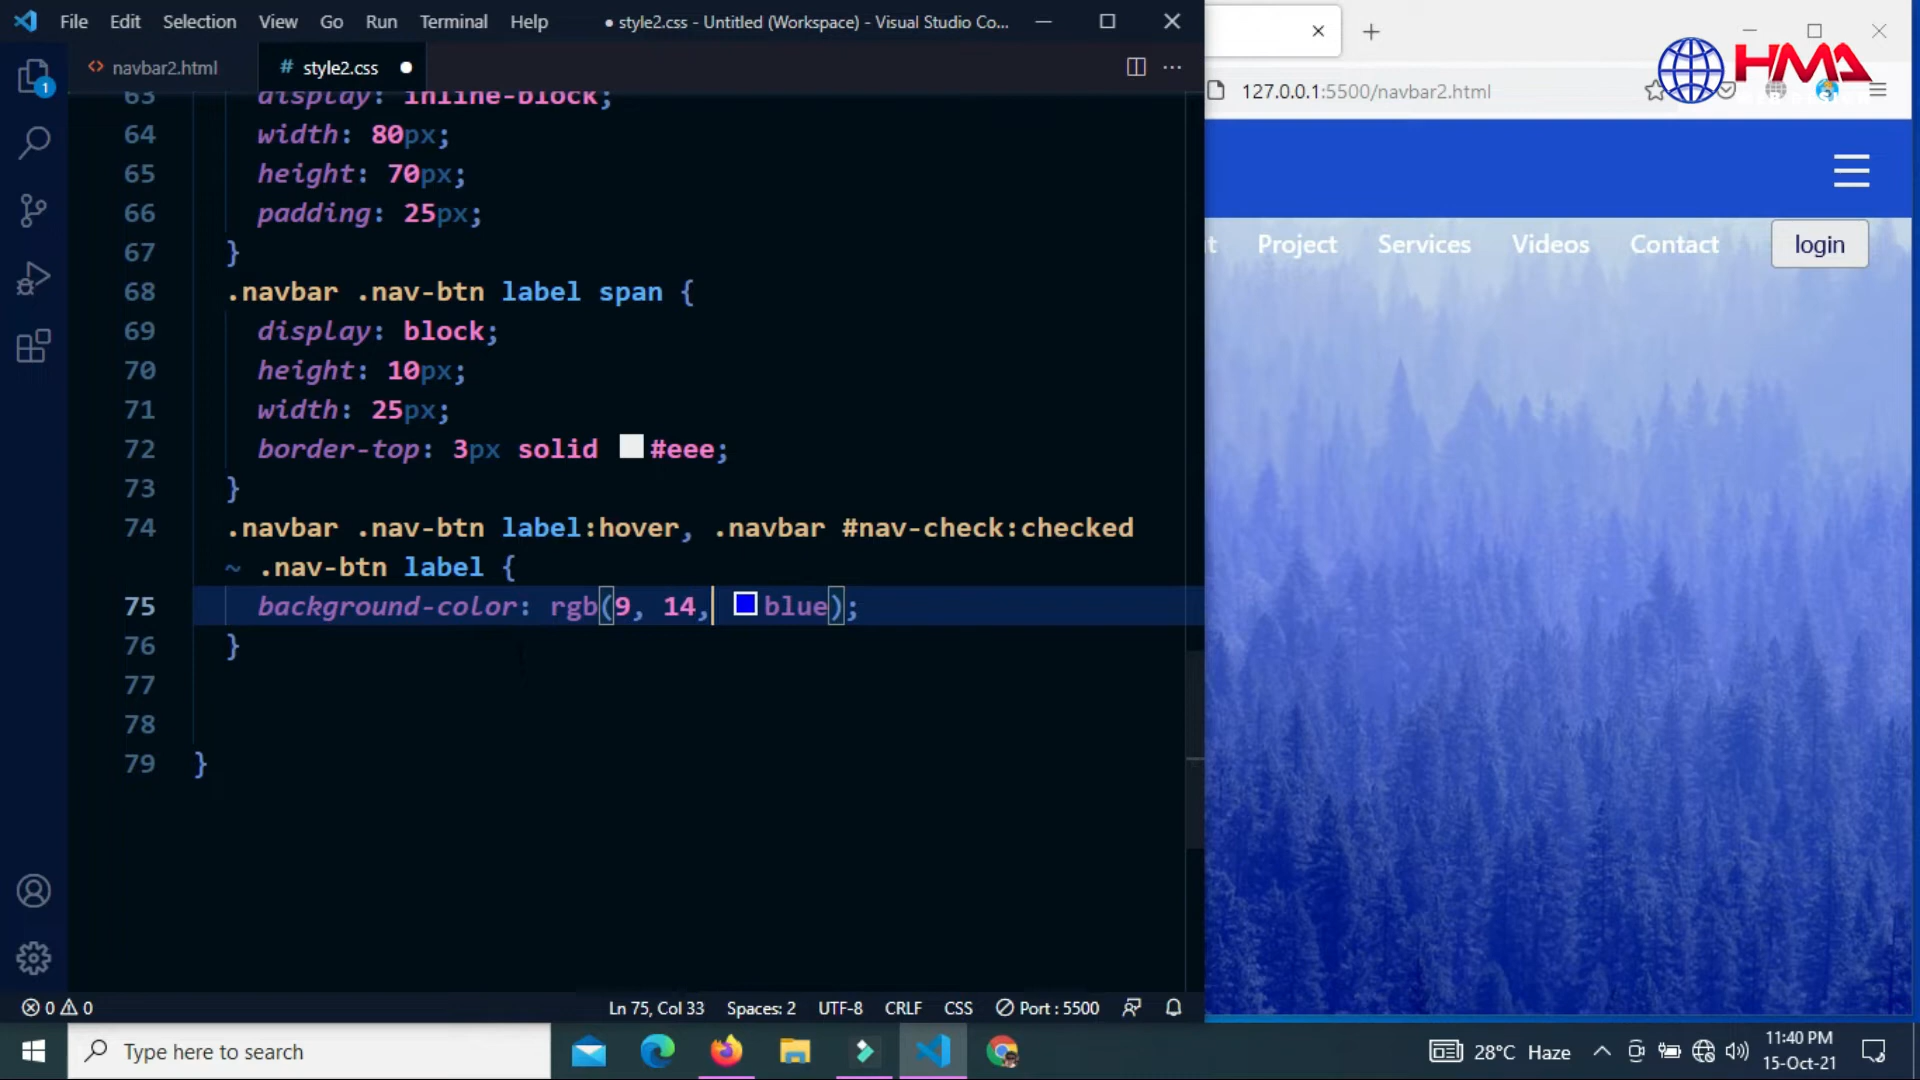 File Edit Selection View Go Run Terminal Help ● style2.css - Untitled (Workspace) - Visual Studio Co...
navbar2.html # style2.css ●
127.0.0.1:5500/navbar2.html
HMA
1
63 display: inline-block;
64 width: 80px;
65 height: 70px;
66 padding: 25px;
67 }
68 .navbar .nav-btn label span {
69 display: block;
70 height: 10px;
71 width: 25px;
72 border-top: 3px solid #eee;
73 }
74 .navbar .nav-btn label:hover, .navbar #nav-check:checked
~ .nav-btn label {
75 background-color: rgb(9, 14, blue);
76 }
77
78
79 }
Project Services Videos Contact login
0 0 Ln 75, Col 33 Spaces: 2 UTF-8 CRLF CSS Port : 5500
Type here to search
28°C Haze
11:40 PM
15-Oct-21